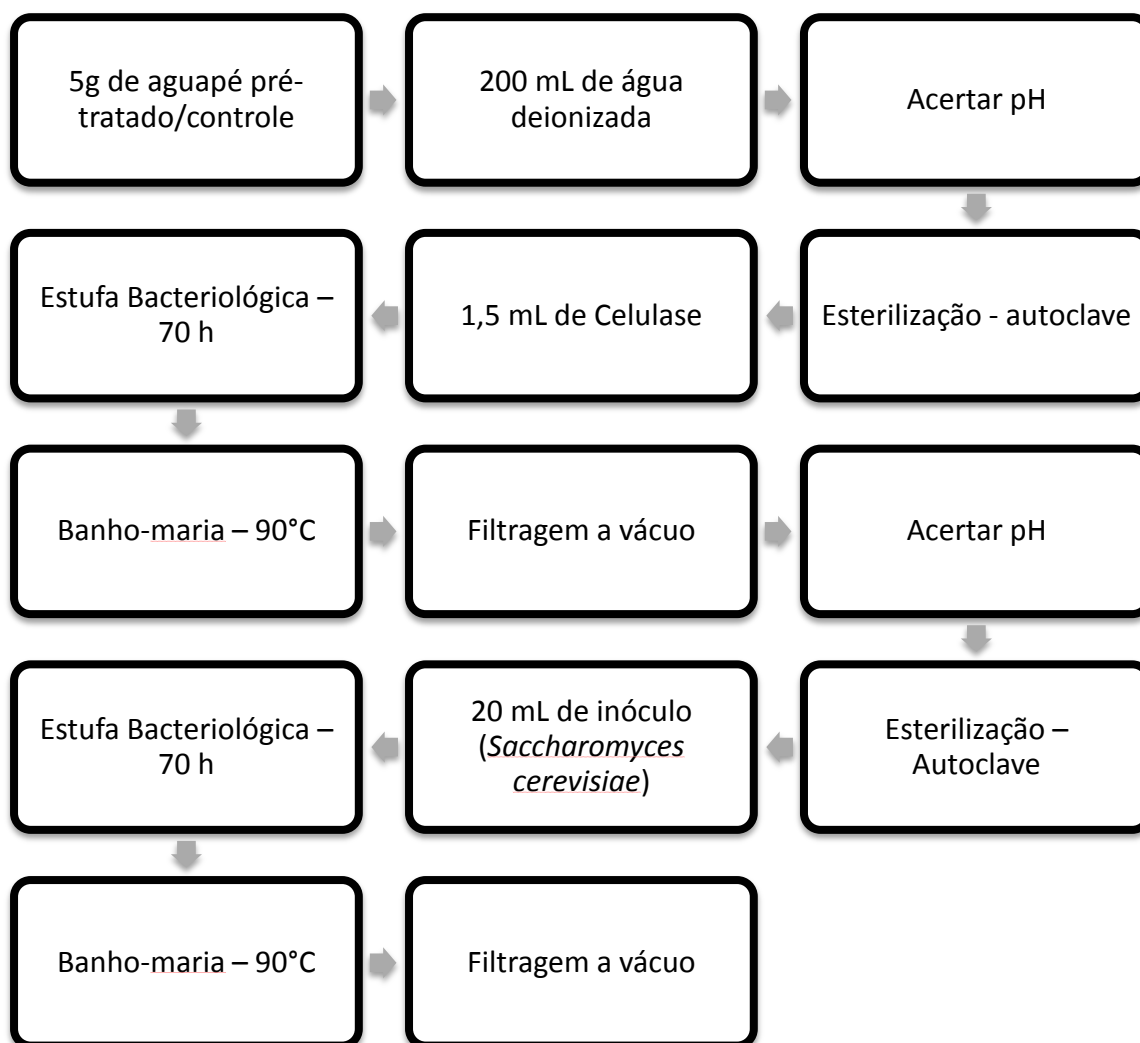 5g de aguapé pré-
tratado/controle
200 mL de água
deionizada
Acertar pH
Esterilização - autoclave
1,5 mL de Celulase
Estufa Bacteriológica –
70 h
Banho-maria – 90°C
Filtragem a vácuo
Acertar pH
Esterilização –
Autoclave
20 mL de inóculo
(Saccharomyces
cerevisiae)
Estufa Bacteriológica –
70 h
Banho-maria – 90°C
Filtragem a vácuo